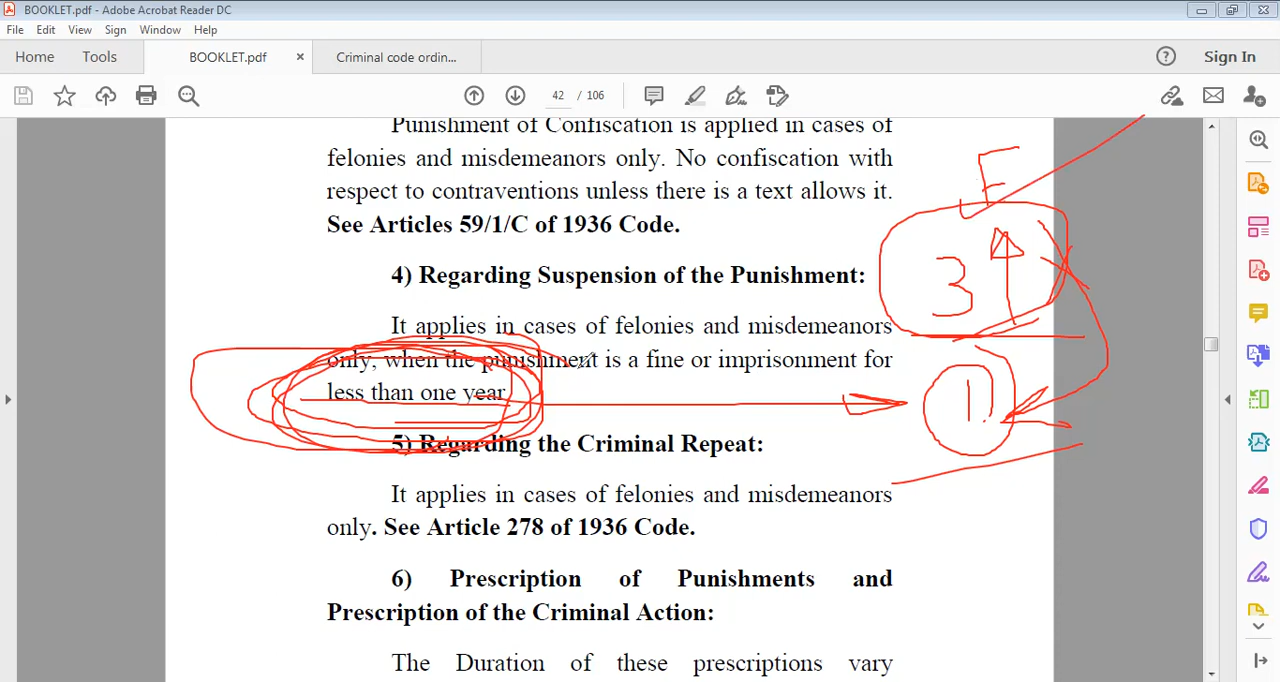 BOOKLET.pdf - Adobe Acrobat Reader DC
File Edit View Sign Window Help
Home Tools BOOKLET.pdf × Criminal code ordin... ? Sign In
42 / 106
Punishment of Confiscation is applied in cases of
felonies and misdemeanors only. No confiscation with
respect to contraventions unless there is a text allows it.
See Articles 59/1/C of 1936 Code.
F
4) Regarding Suspension of the Punishment:
3
It applies in cases of felonies and misdemeanors
only, when the punishment is a fine or imprisonment for
less than one year
1
5) Regarding the Criminal Repeat:
It applies in cases of felonies and misdemeanors
only. See Article 278 of 1936 Code.
6) Prescription of Punishments and
Prescription of the Criminal Action:
The Duration of these prescriptions vary